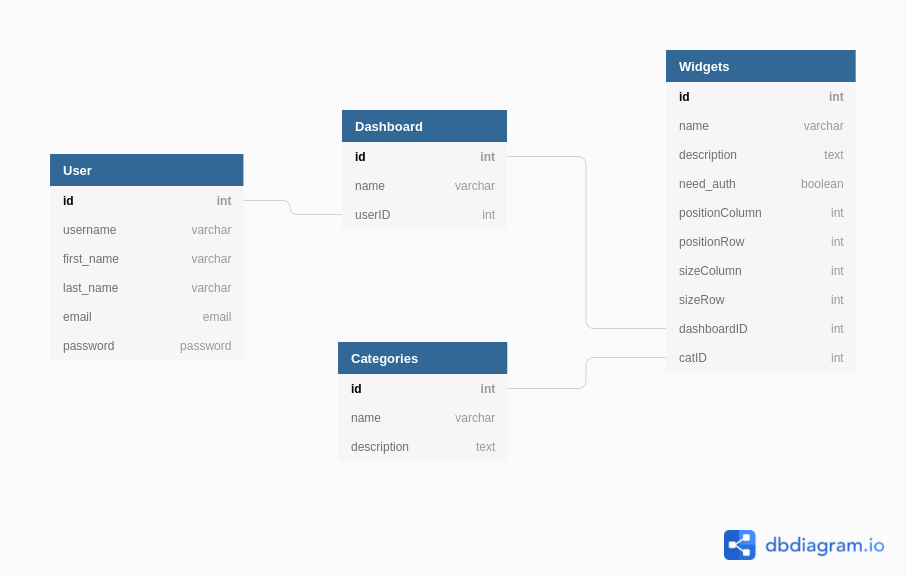 User
id int
username varchar
first_name varchar
last_name varchar
email email
password password
Dashboard
id int
name varchar
userID int
Categories
id int
name varchar
description text
Widgets
id int
name varchar
description text
need_auth boolean
positionColumn int
positionRow int
sizeColumn int
sizeRow int
dashboardID int
catID int
dbdiagram.io